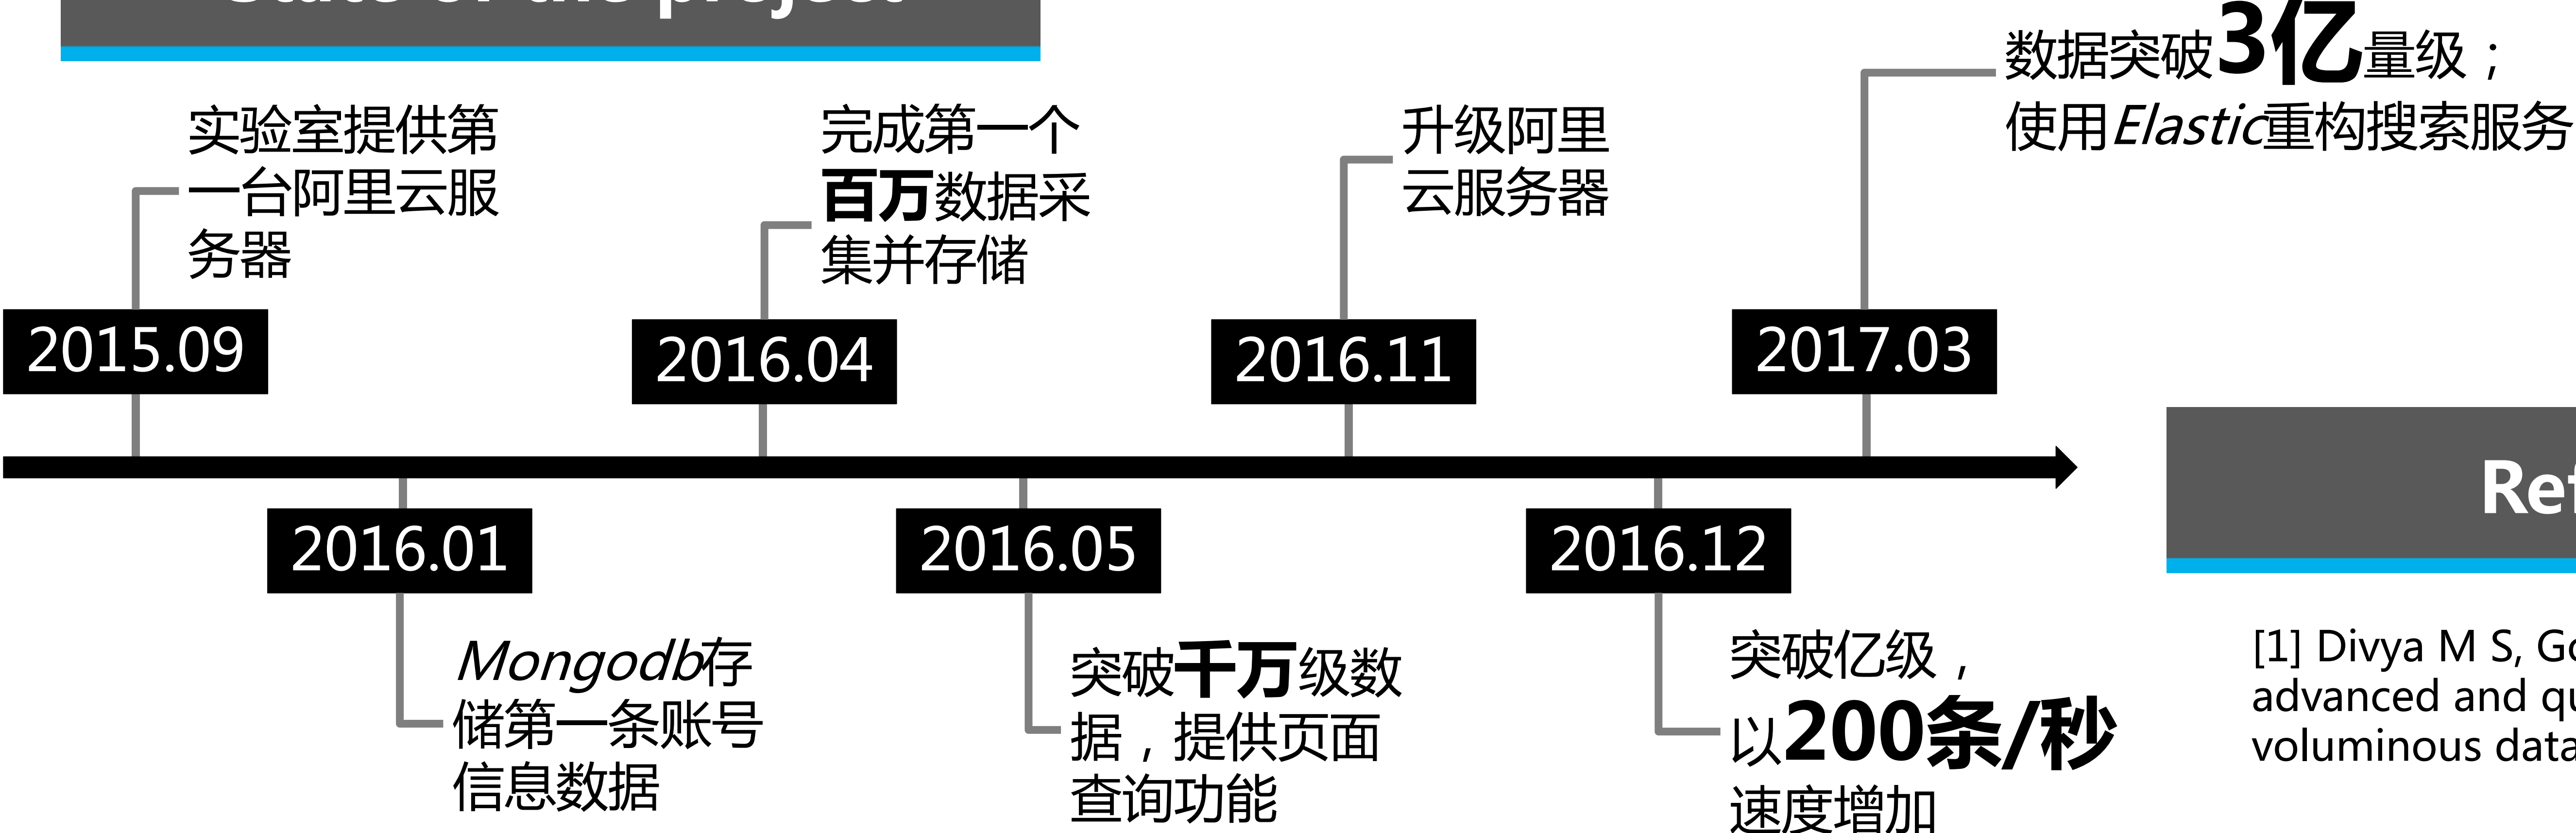 State of the project
实验室提供第
一台阿里云服
务器
完成第一个
百万数据采
集并存储
升级阿里
云服务器
数据突破3亿量级；
使用Elastic重构搜索服务
2015.09
2016.04
2016.11
2017.03
2016.01
2016.05
2016.12
Mongodb存
储第一条账号
信息数据
突破千万级数
据，提供页面
查询功能
突破亿级，
以200条/秒
速度增加
[1] Divya M S,
advanced and
voluminous data